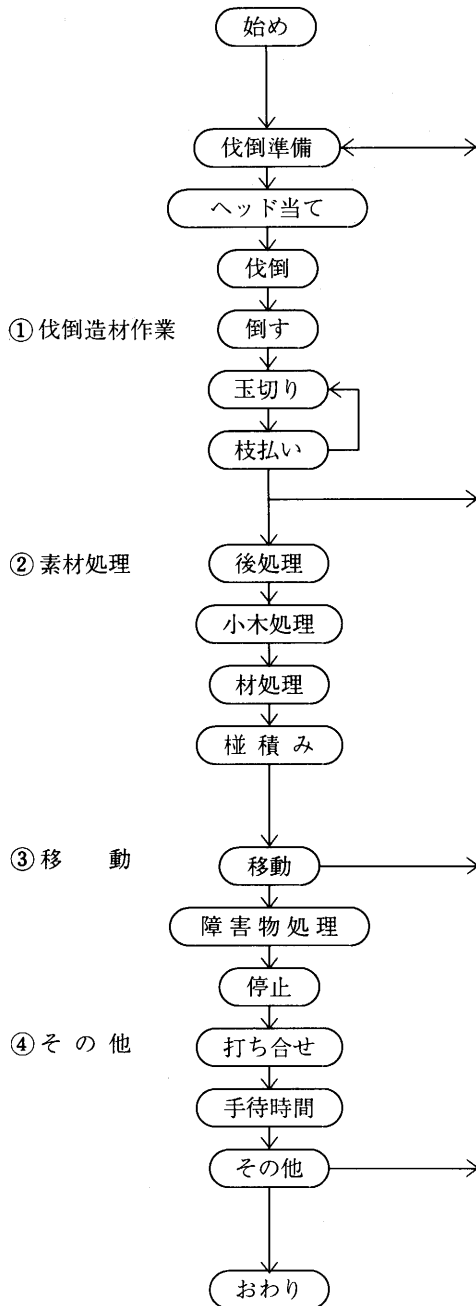 始め
伐倒準備
ヘッド当て
伐倒
①伐倒造材作業
倒す
玉切り
枝払い
②素材処理
後処理
小木処理
材処理
椪積み
③移 動
移動
障害物処理
停止
④その他
打ち合せ
手待時間
その他
おわり